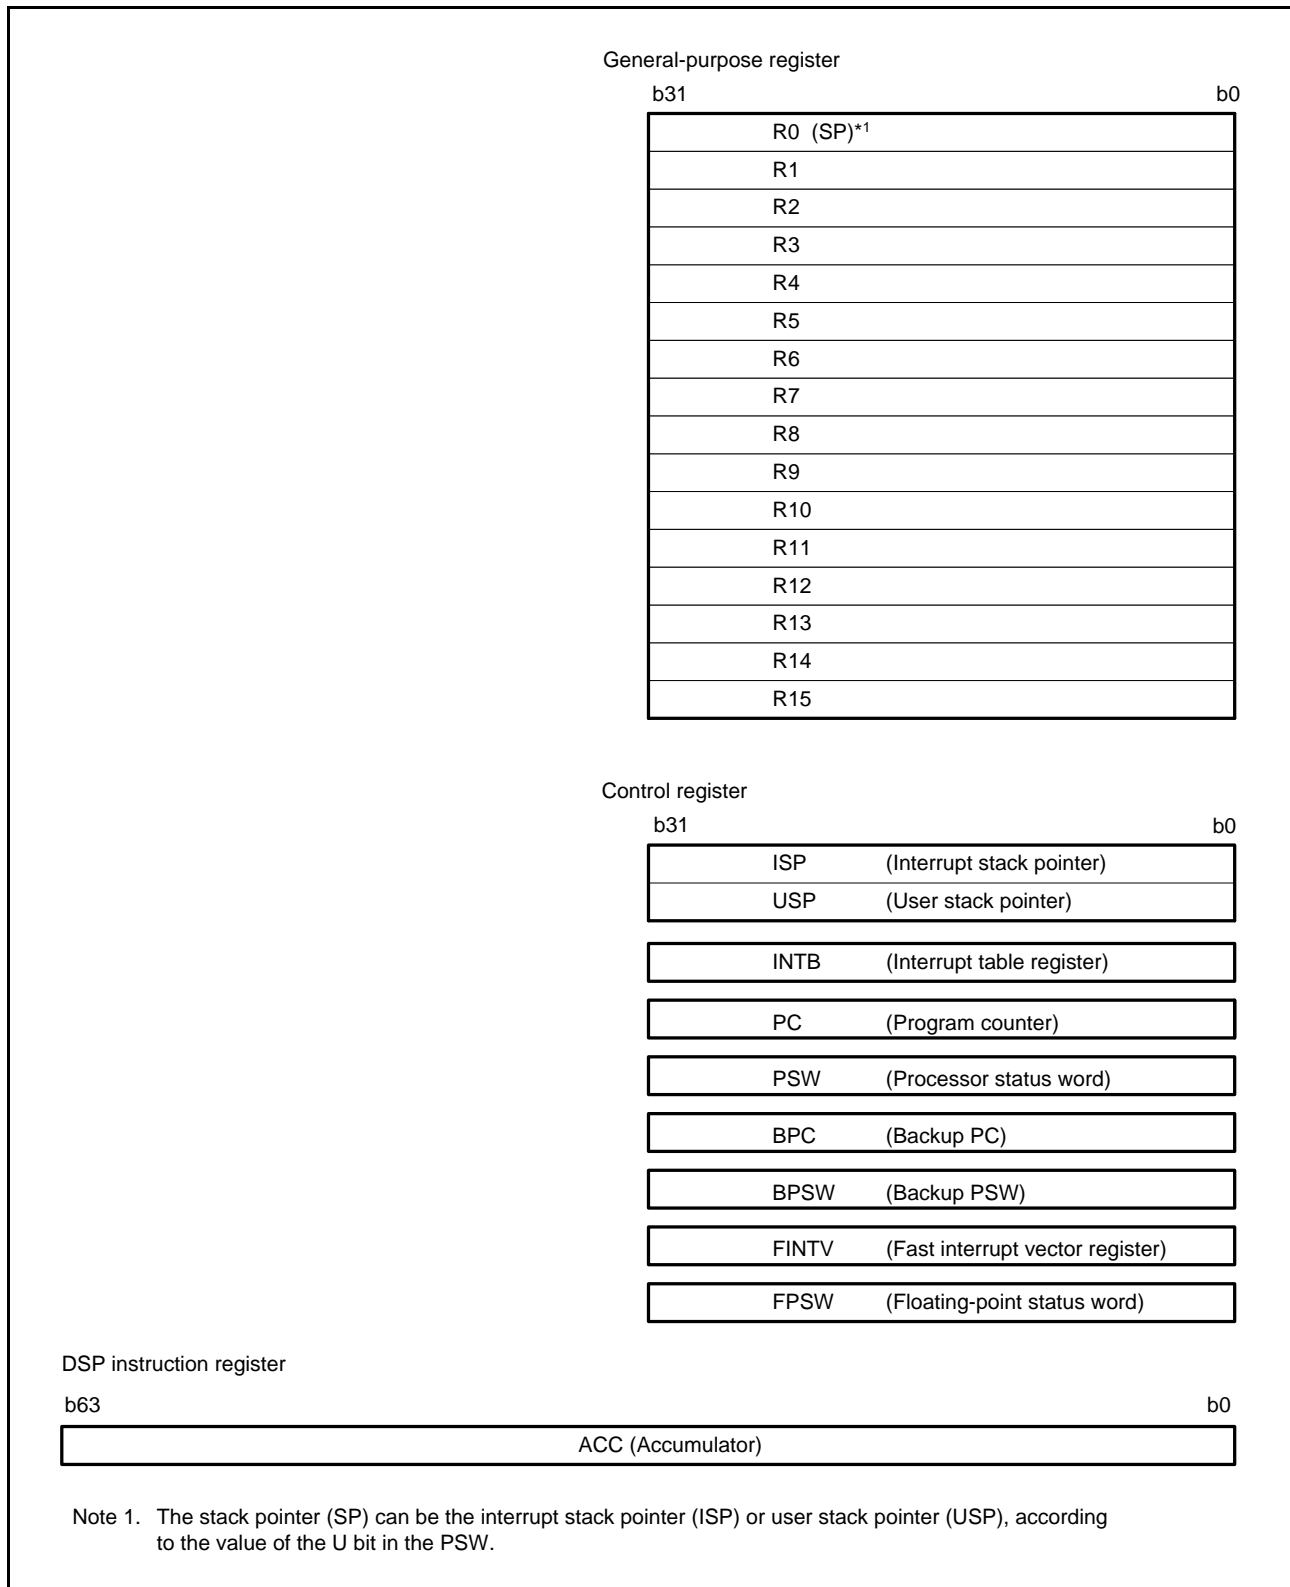 General-purpose register
b31 b0
R0 (SP)*1
R1
R2
R3
R4
R5
R6
R7
R8
R9
R10
R11
R12
R13
R14
R15
Control register
b31 b0
ISP (Interrupt stack pointer)
USP (User stack pointer)
INTB (Interrupt table register)
PC (Program counter)
PSW (Processor status word)
BPC (Backup PC)
BPSW (Backup PSW)
FINTV (Fast interrupt vector register)
FPSW (Floating-point status word)
DSP instruction register
b63 b0
ACC (Accumulator)
Note 1. The stack pointer (SP) can be the interrupt stack pointer (ISP) or user stack pointer (USP), according
to the value of the U bit in the PSW.